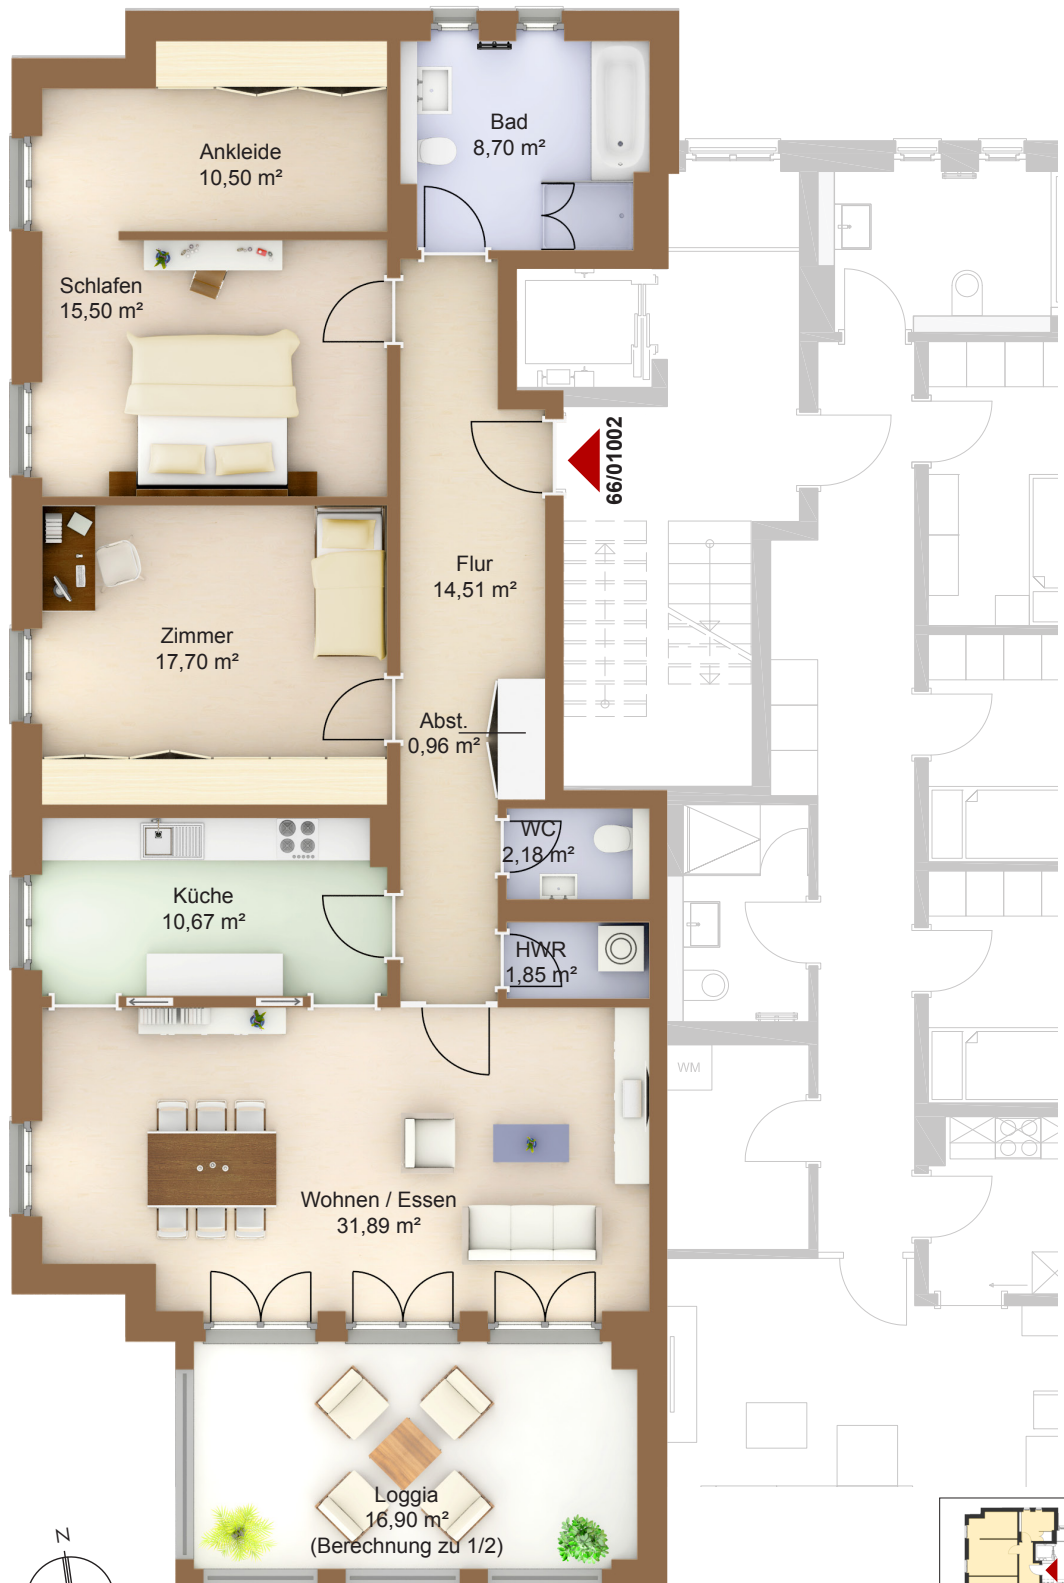 Bad
8,70 m²
Ankleide
10,50 m²
Schlafen
15,50 m²
66/01002
Flur
14,51 m²
Zimmer
17,70 m²
Abst.
0,96 m²
WC
2,18 m²
Küche
10,67 m²
HWR
1,85 m²
WM
Wohnen / Essen
31,89 m²
Loggia
16,90 m²
(Berechnung zu 1/2)
N